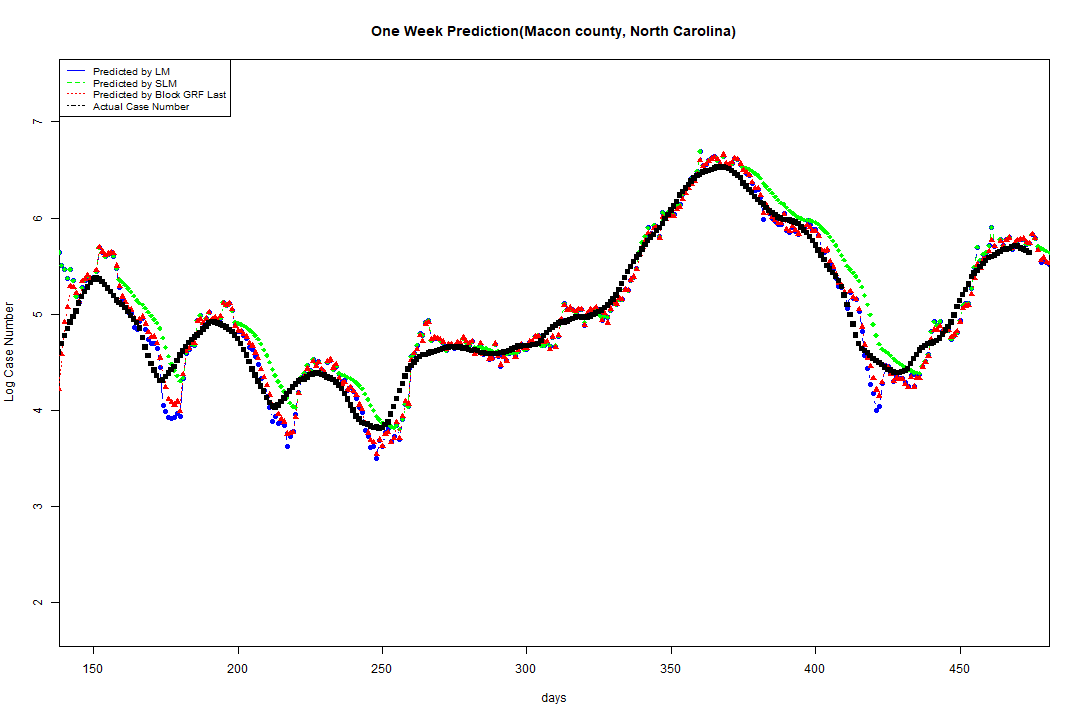 One Week Prediction(Macon county, North Carolina)
Predicted by LM
Predicted by SLM
Predicted by Block GRF Last
Actual Case Number
7
6
5
4
3
2
Log Case Number
150 200 250 300 350 400 450
days